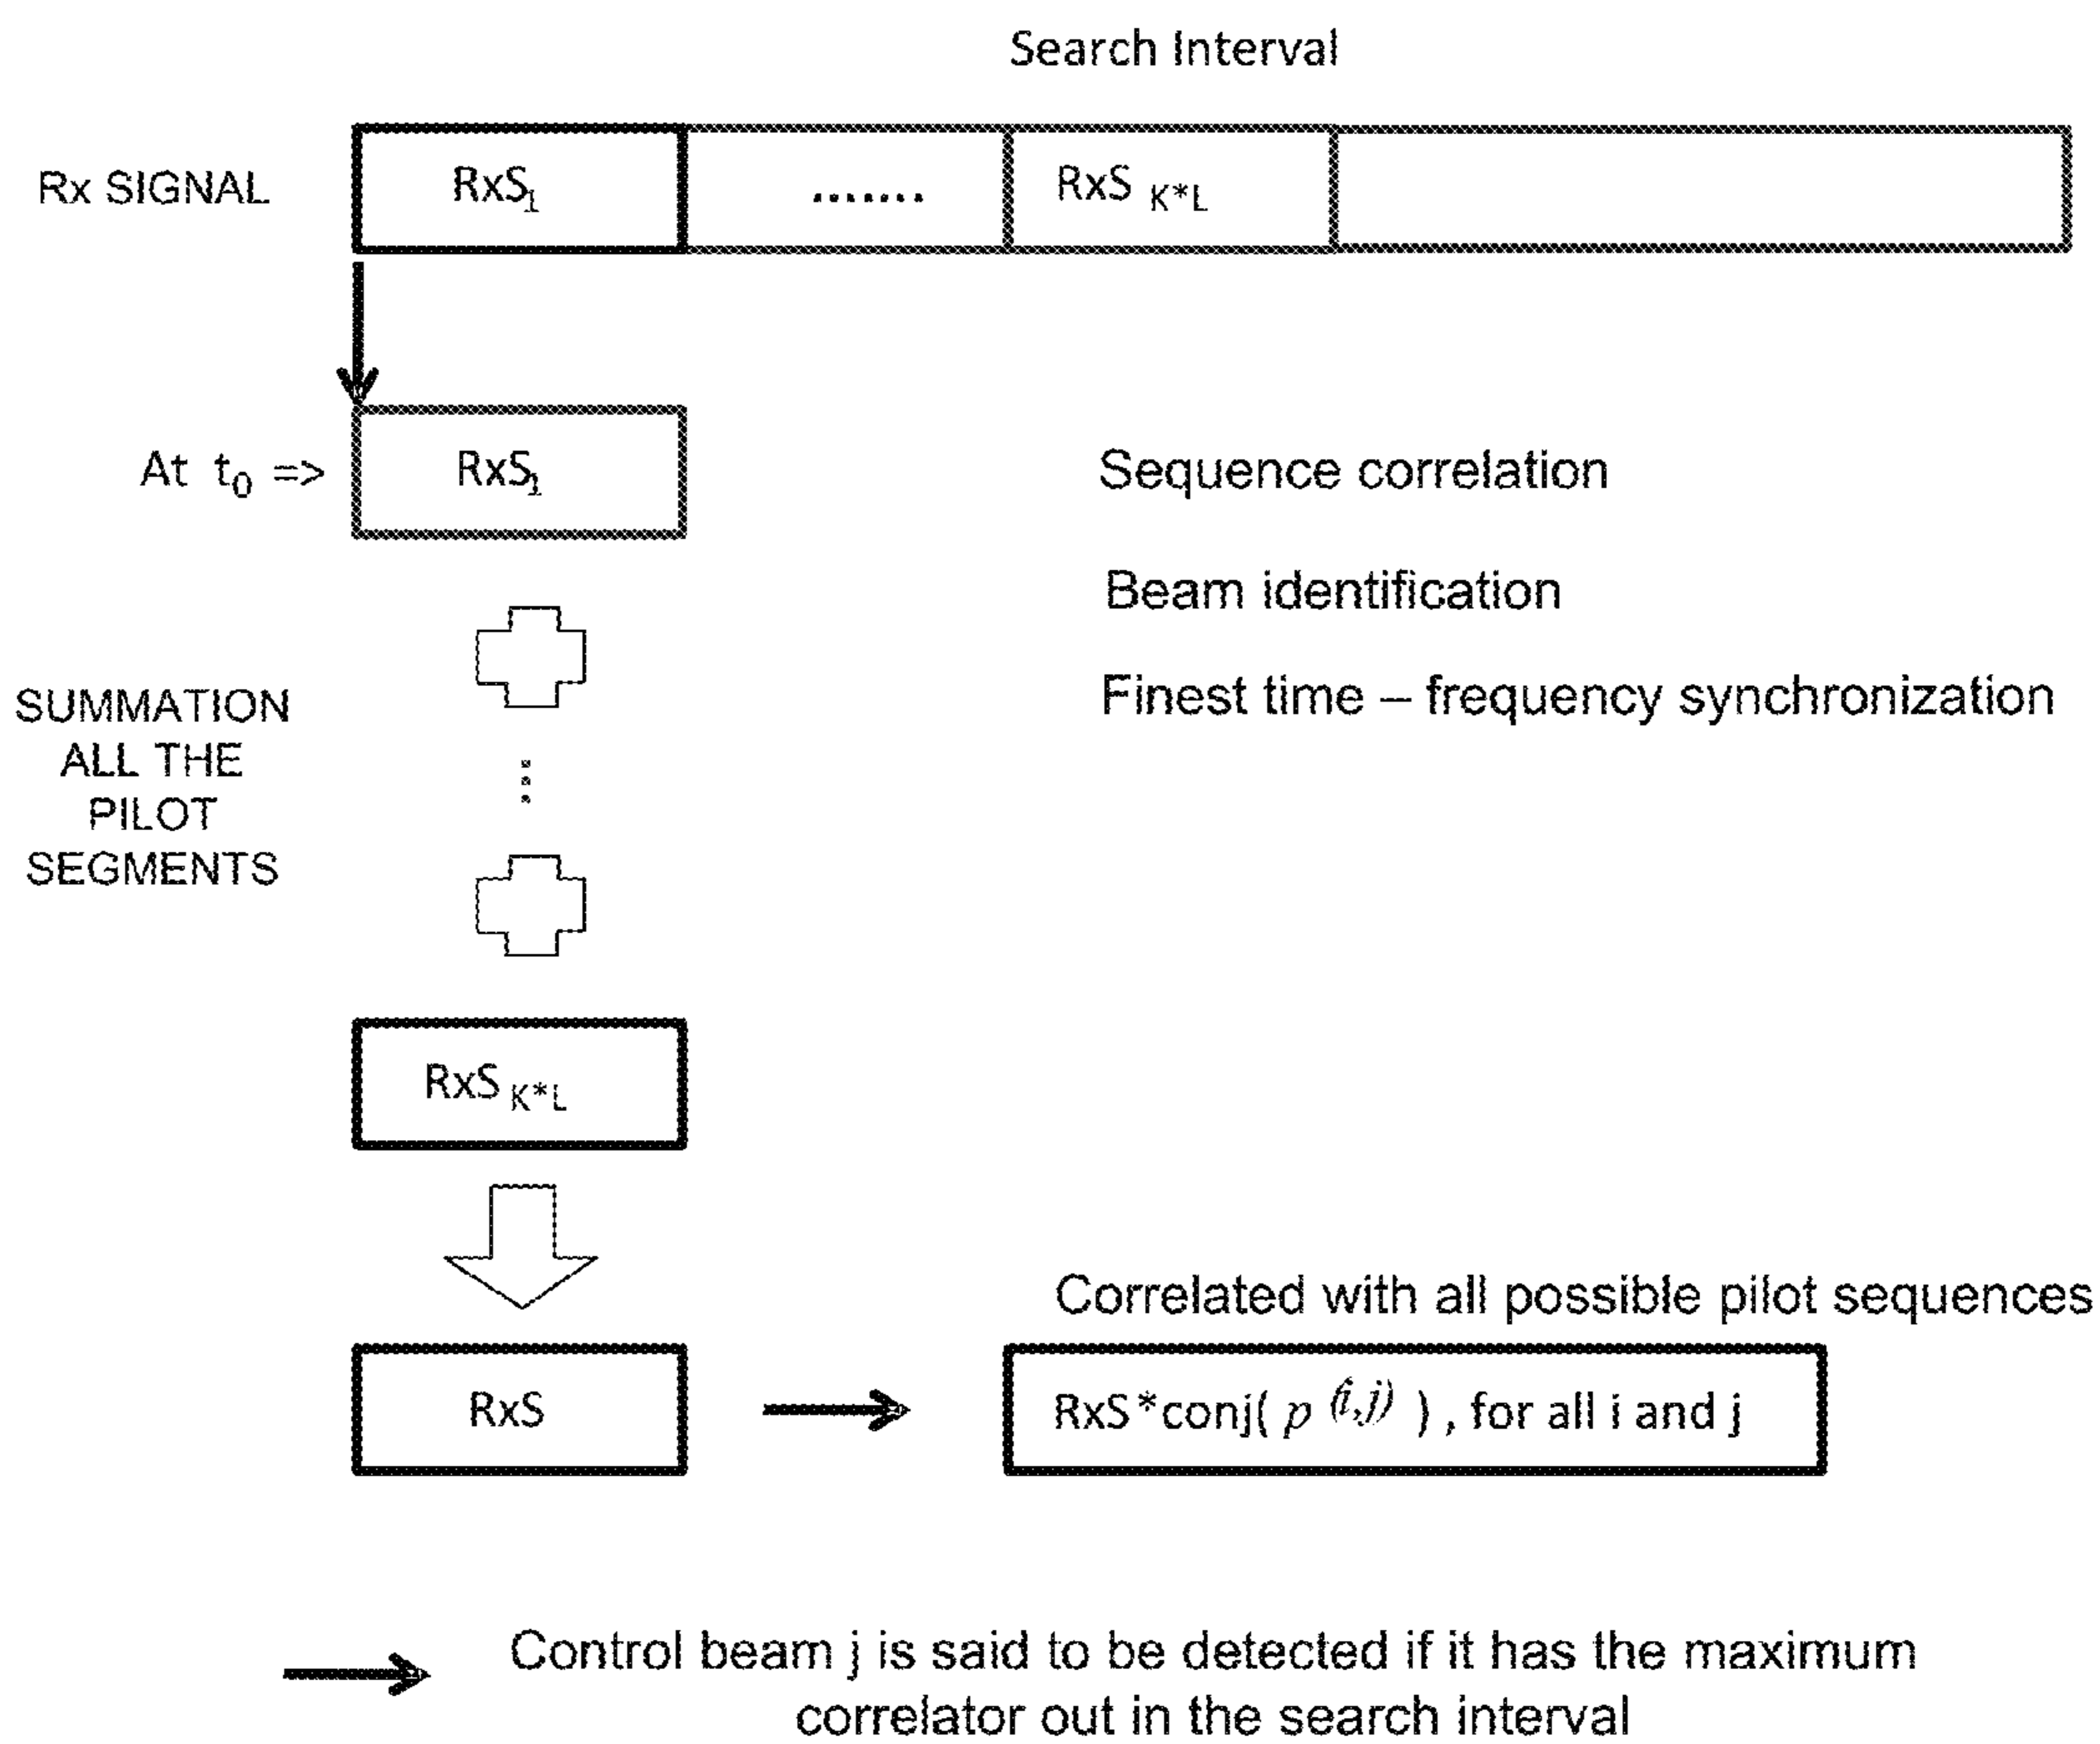 Search Interval
Rx SIGNAL
RxS1
.......
RxS K*L
At t0 =>
RxS1
Sequence correlation
Beam identification
Finest time – frequency synchronization
SUMMATION
ALL THE
PILOT
SEGMENTS
RxS K*L
Correlated with all possible pilot sequences
RxS
RxS*conj( p (i,j) ) , for all i and j
Control beam j is said to be detected if it has the maximum
correlator out in the search interval